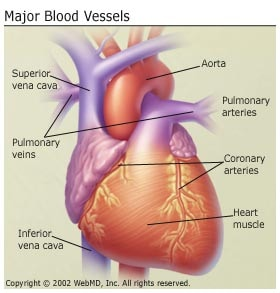 Major Blood Vessels
Aorta
Superior
vena cava
Pulmonary
arteries
Pulmonary
veins
Coronary
arteries
Heart
muscle
Inferior
vena cava
Copyright © 2002 WebMD, Inc. All rights reserved.